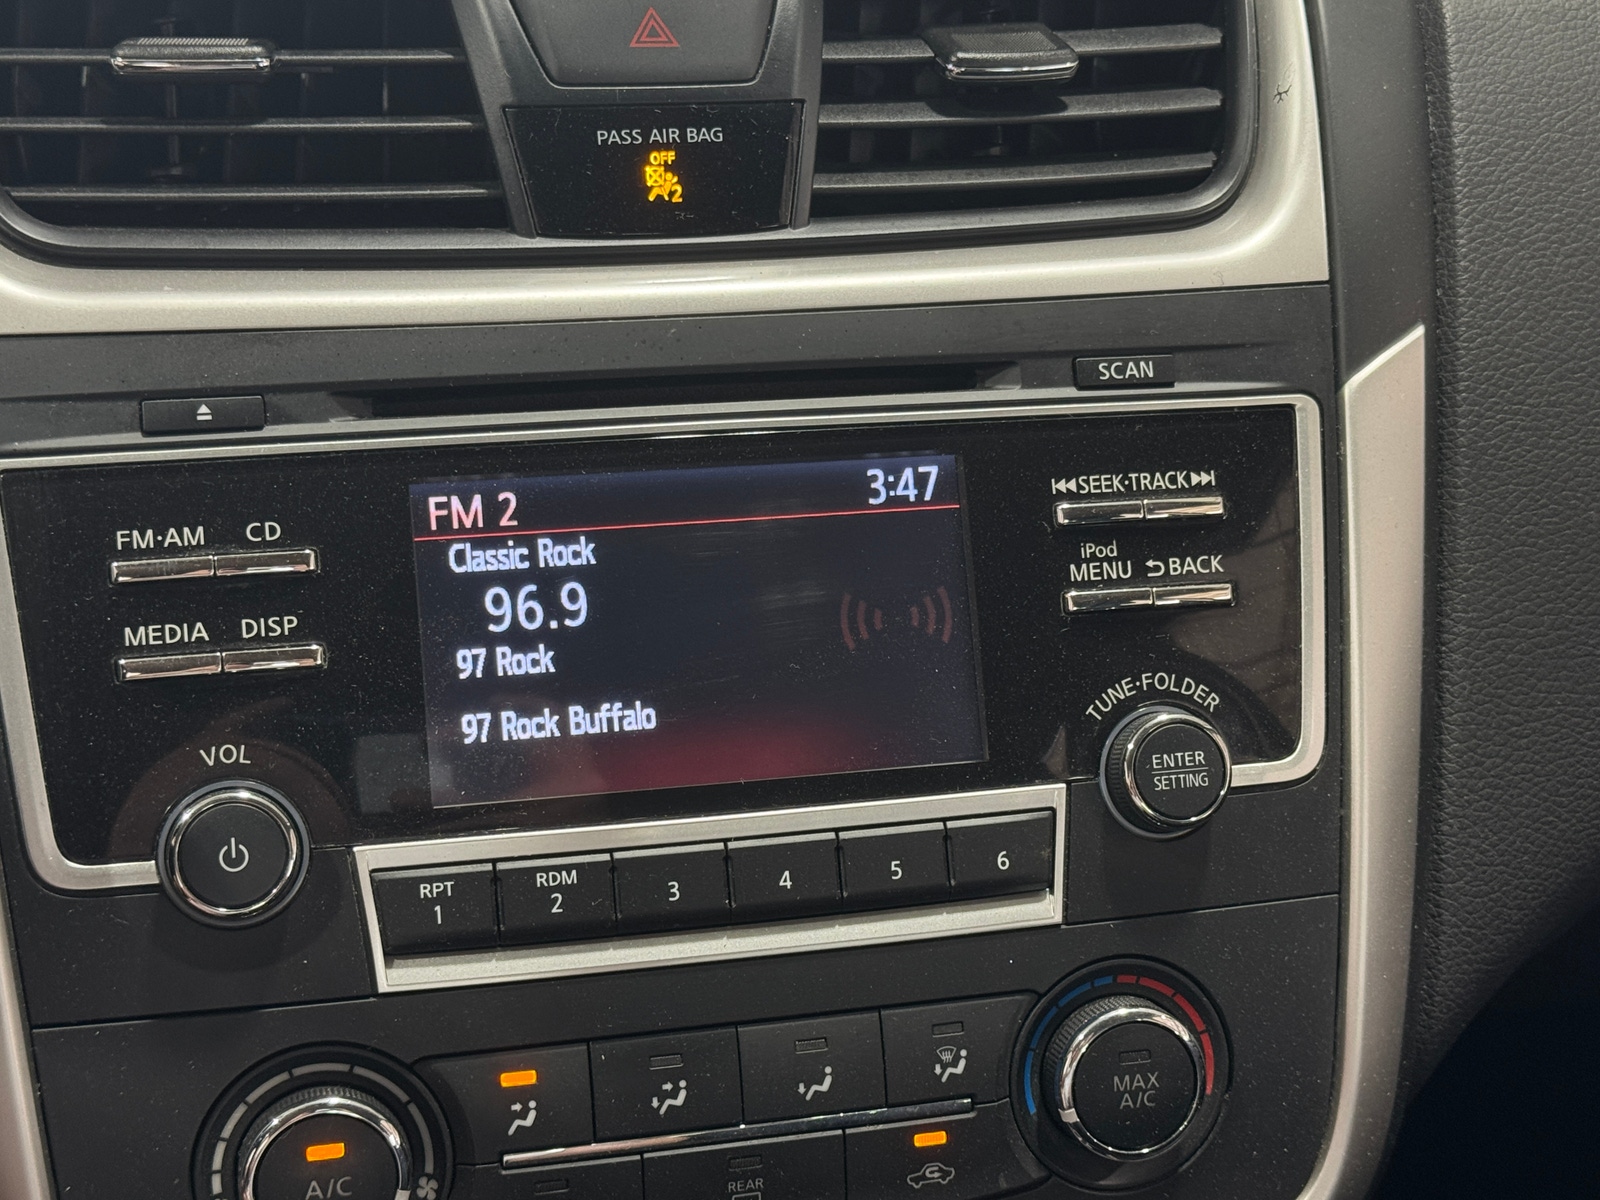 PASS AIR BAG
OFF
2
SCAN
FM·AM CD
MEDIA DISP
VOL
FM 2 3:47
Classic Rock
96.9
97 Rock
97 Rock Buffalo
SEEK·TRACK
iPod
MENU BACK
TUNE·FOLDER
ENTER
SETTING
RPT
1
RDM
2
3
4
5
6
MAX
A/C
A/C
REAR